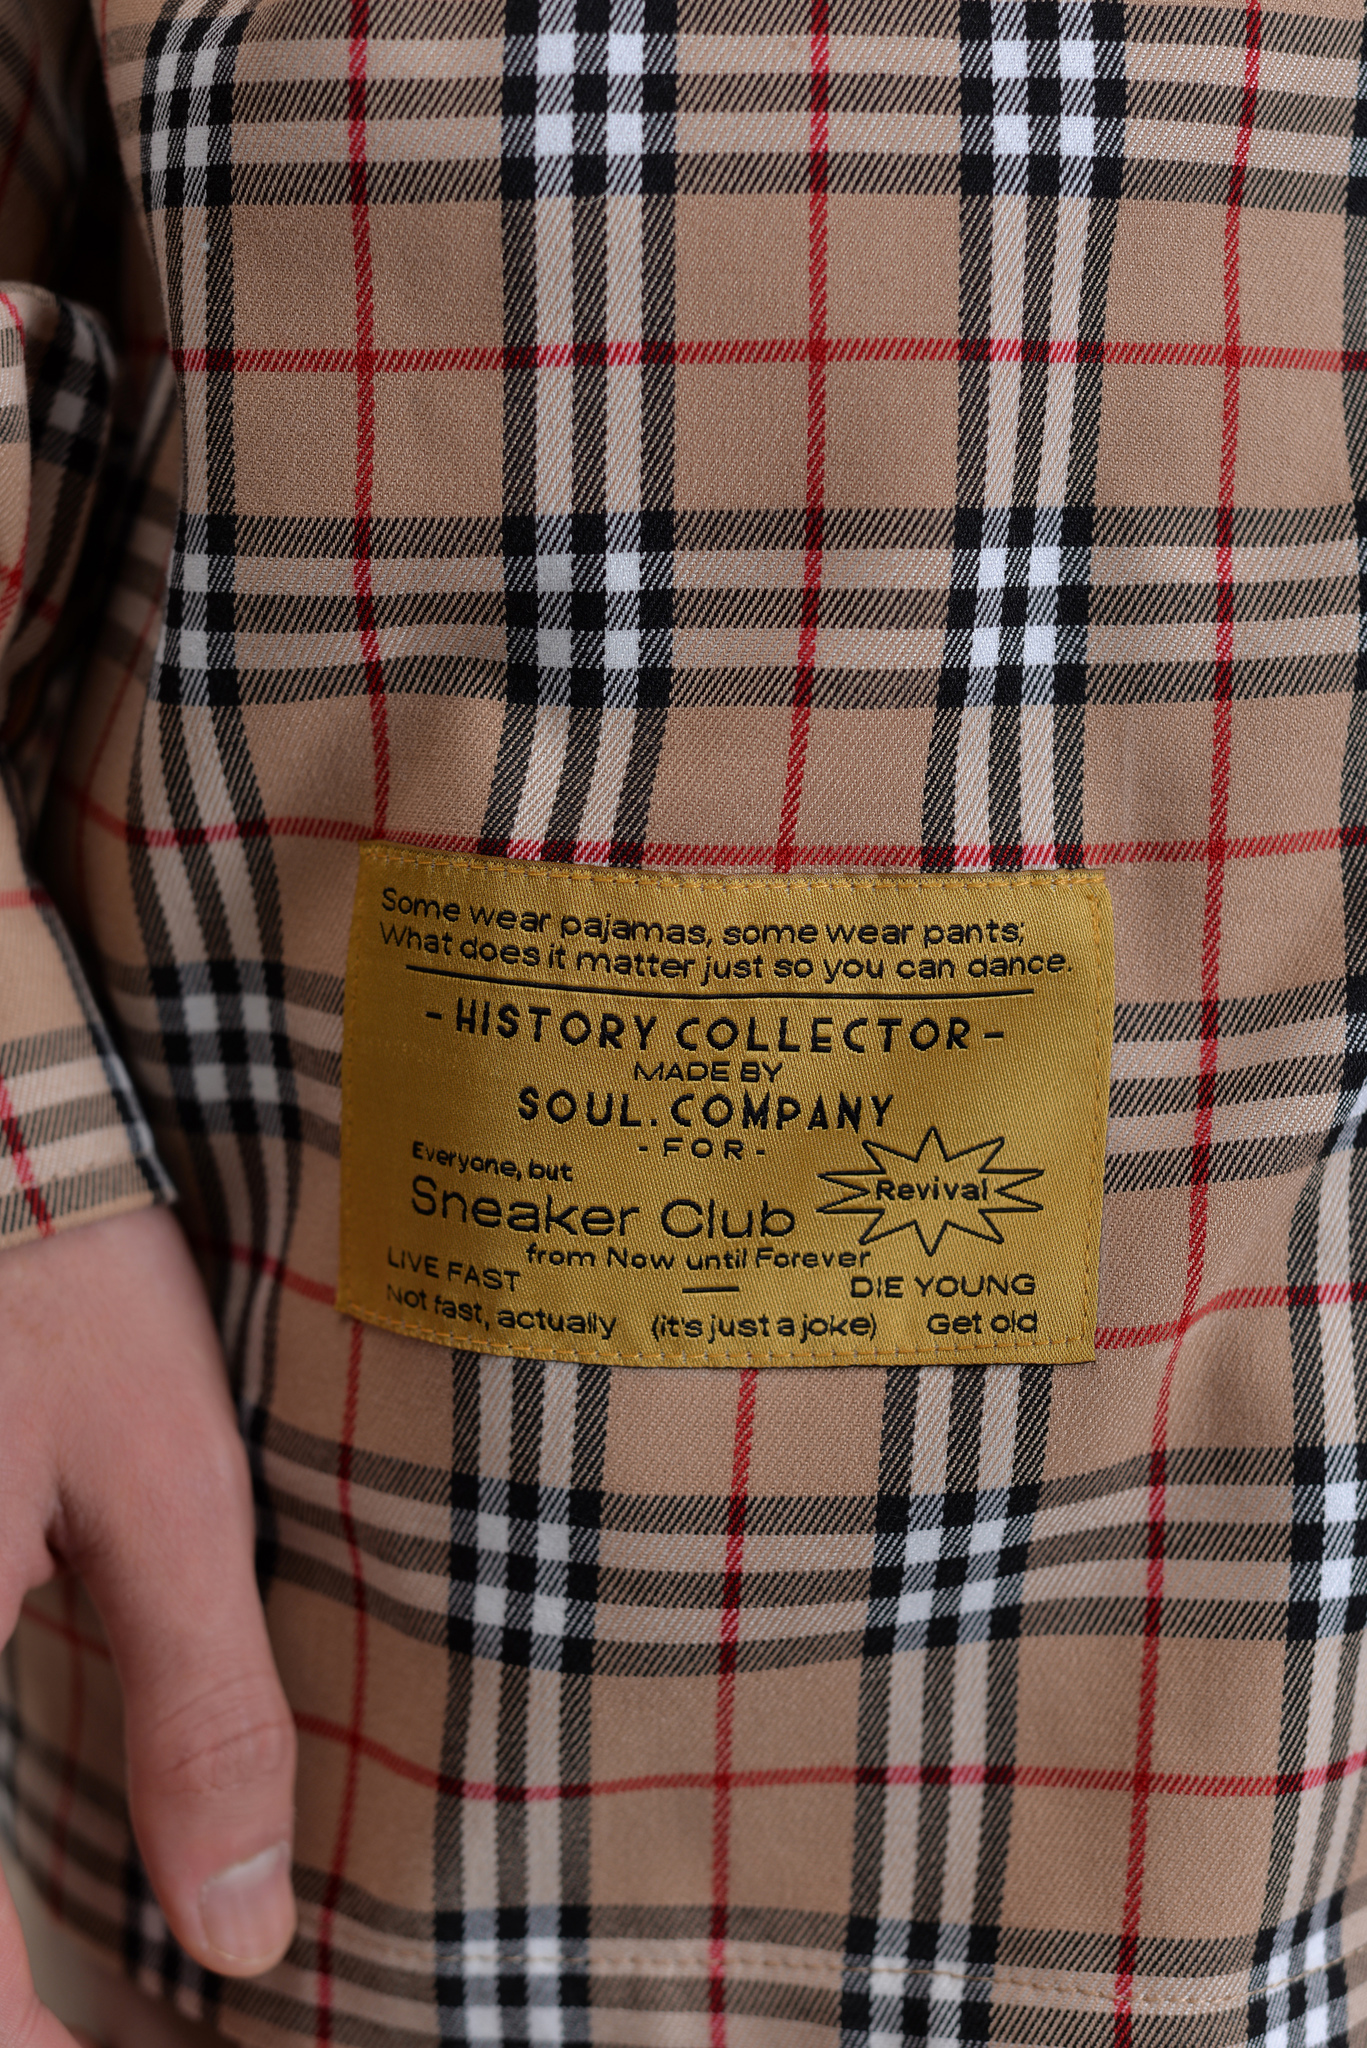 Some wear pajamas, some wear pants;
What does it matter just so you can dance.
- HISTORY COLLECTOR -
MADE BY
SOUL.COMPANY
- FOR -
Everyone, but
Sneaker Club
Revival
from Now until Forever
LIVE FAST — DIE YOUNG
Not fast, actually (it's just a joke) Get old